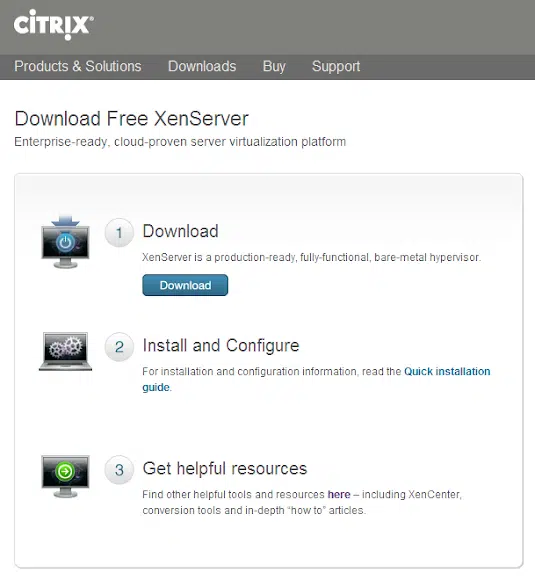 CITRIX®
Products & Solutions Downloads Buy Support
Download Free XenServer
Enterprise-ready, cloud-proven server virtualization platform
1 Download
XenServer is a production-ready, fully-functional, bare-metal hypervisor.
Download
2 Install and Configure
For installation and configuration information, read the Quick installation
guide.
3 Get helpful resources
Find other helpful tools and resources here – including XenCenter,
conversion tools and in-depth “how to” articles.